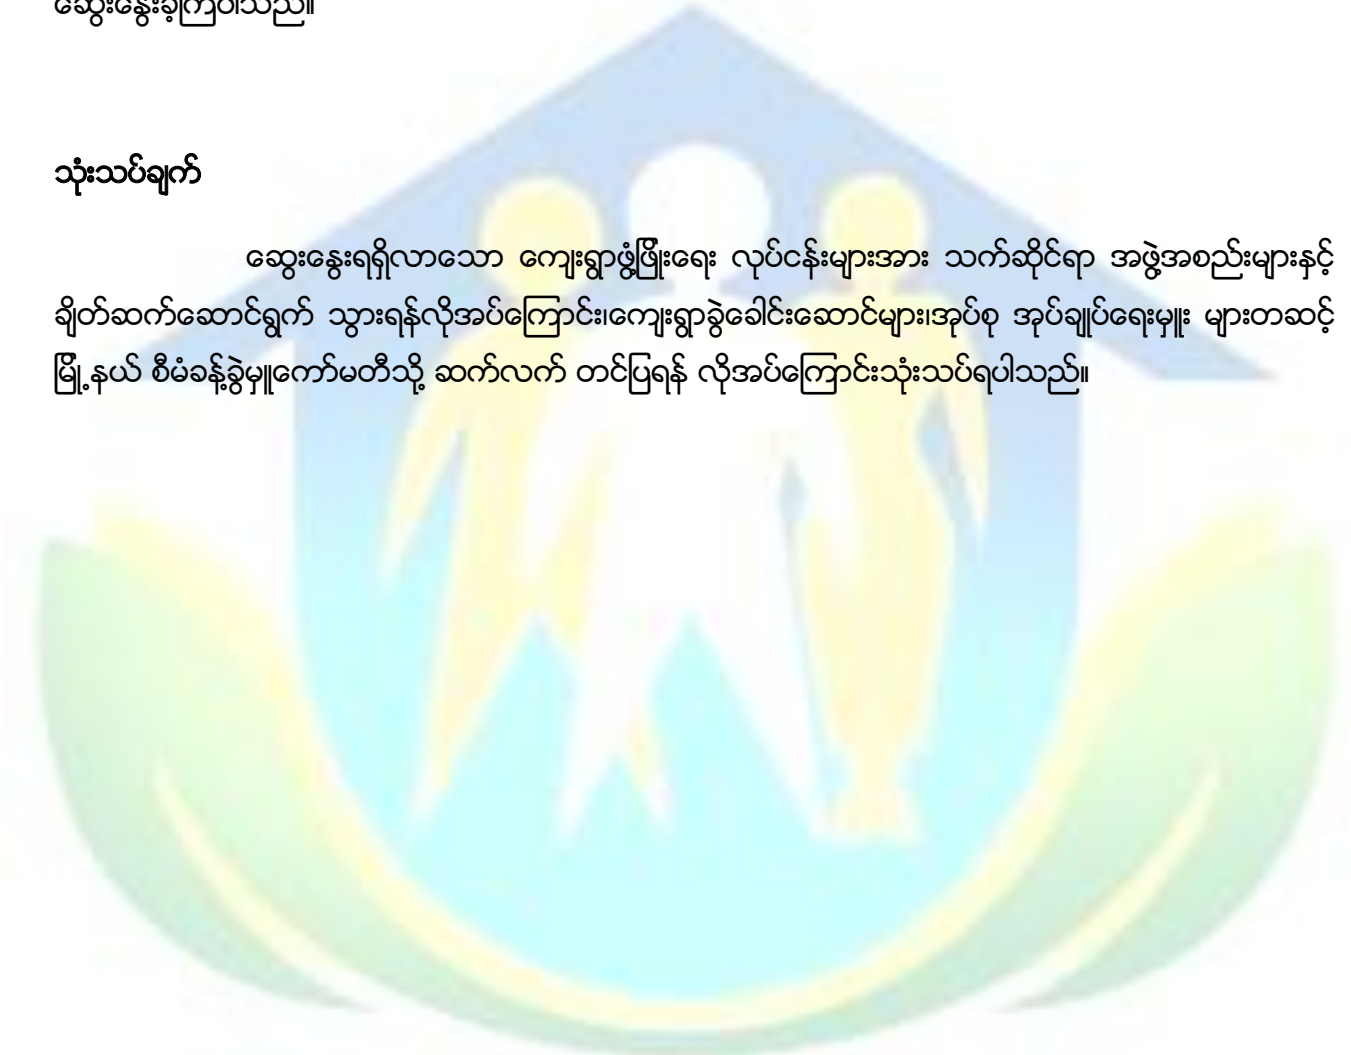 ဆွေးနွေးခဲ့ကြပါသည်။
သုံးသပ်ချက်
ဆွေးနွေးရရှိလာသော ကျေးရွာဖွံ့ဖြိုးရေး လုပ်ငန်းများအား သက်ဆိုင်ရာ အဖွဲ့အစည်းများနှင့်
ချိတ်ဆက်ဆောင်ရွက် သွားရန်လိုအပ်ကြောင်း၊ကျေးရွာခွဲခေါင်းဆောင်များ၊အုပ်စု အုပ်ချုပ်ရေးမှူး များတဆင့်
မြို့နယ် စီမံခန့်ခွဲမှုူကော်မတီသို့ ဆက်လက် တင်ပြရန် လိုအပ်ကြောင်းသုံးသပ်ရပါသည်။